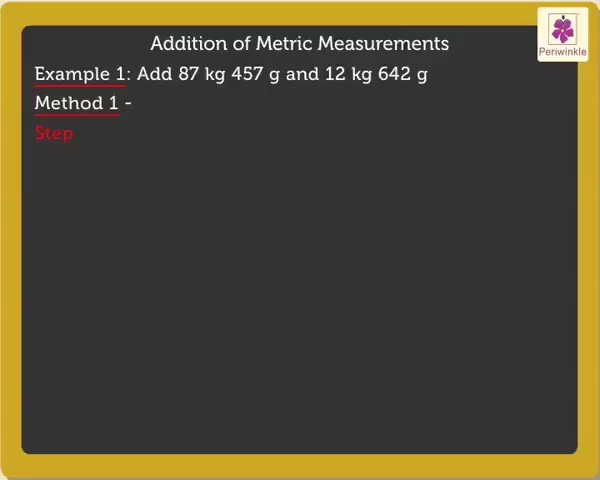 Periwinkle
Addition of Metric Measurements
Example 1: Add 87 kg 457 g and 12 kg 642 g
Method 1 -
Step